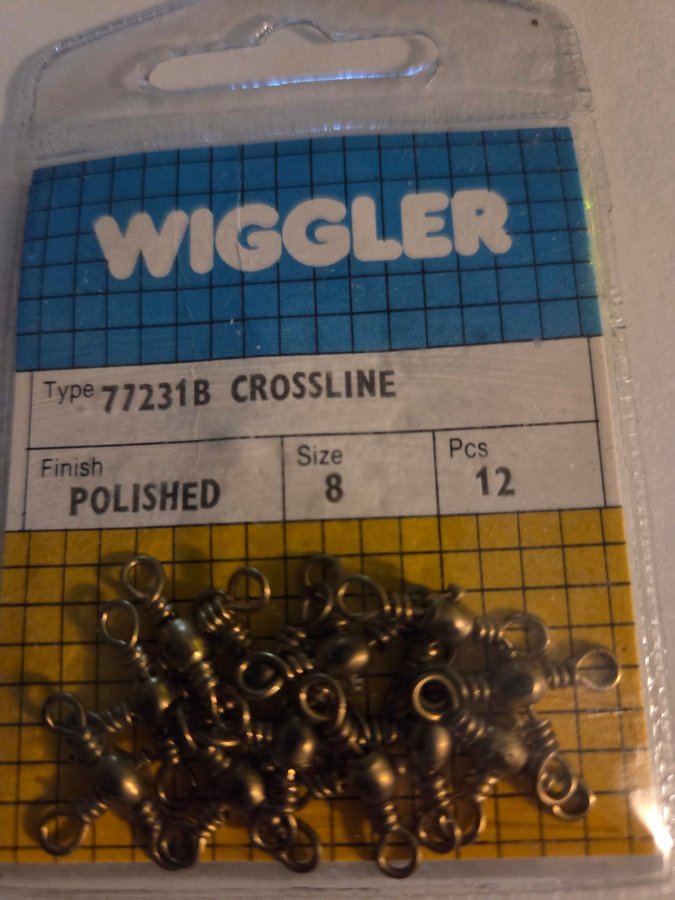 WIGGLER
Type 77231B CROSSLINE
Finish Size Pcs
POLISHED 8 12